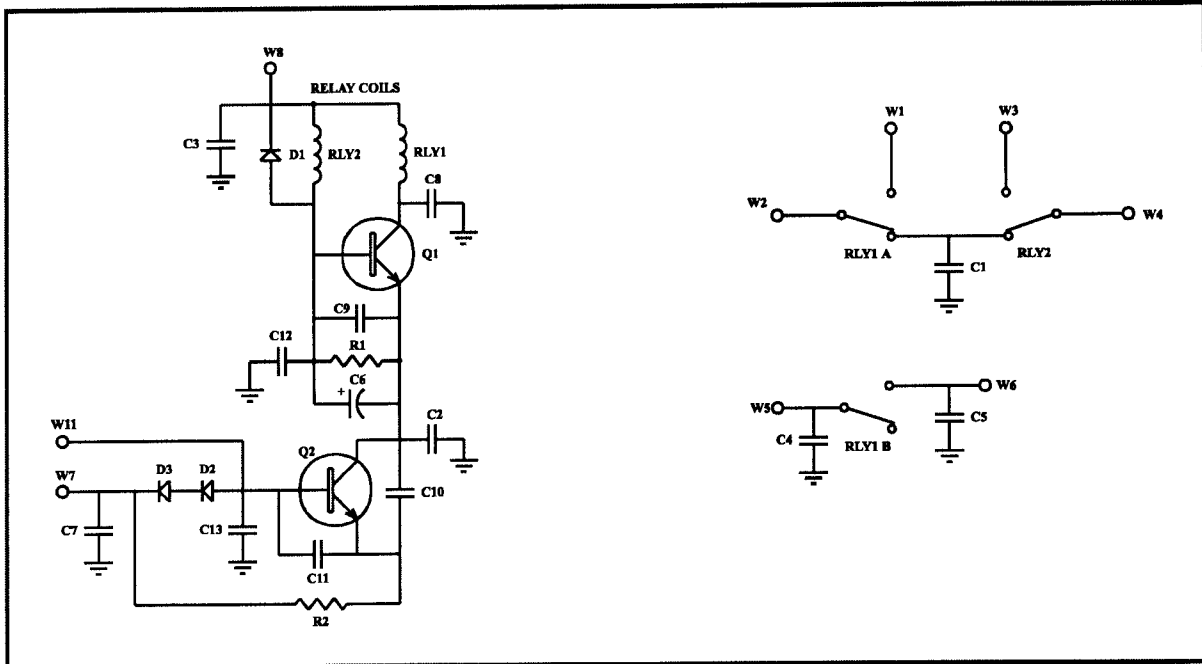 W8
RELAY COILS
C3
D1
RLY2
RLY1
C8
Q1
C9
C12
R1
+
C6
C2
W11
Q2
W7
D3
D2
C10
C7
C13
C11
R2
W1
W3
W2
W4
RLY1 A
C1
RLY2
W5
W6
C4
RLY1 B
C5